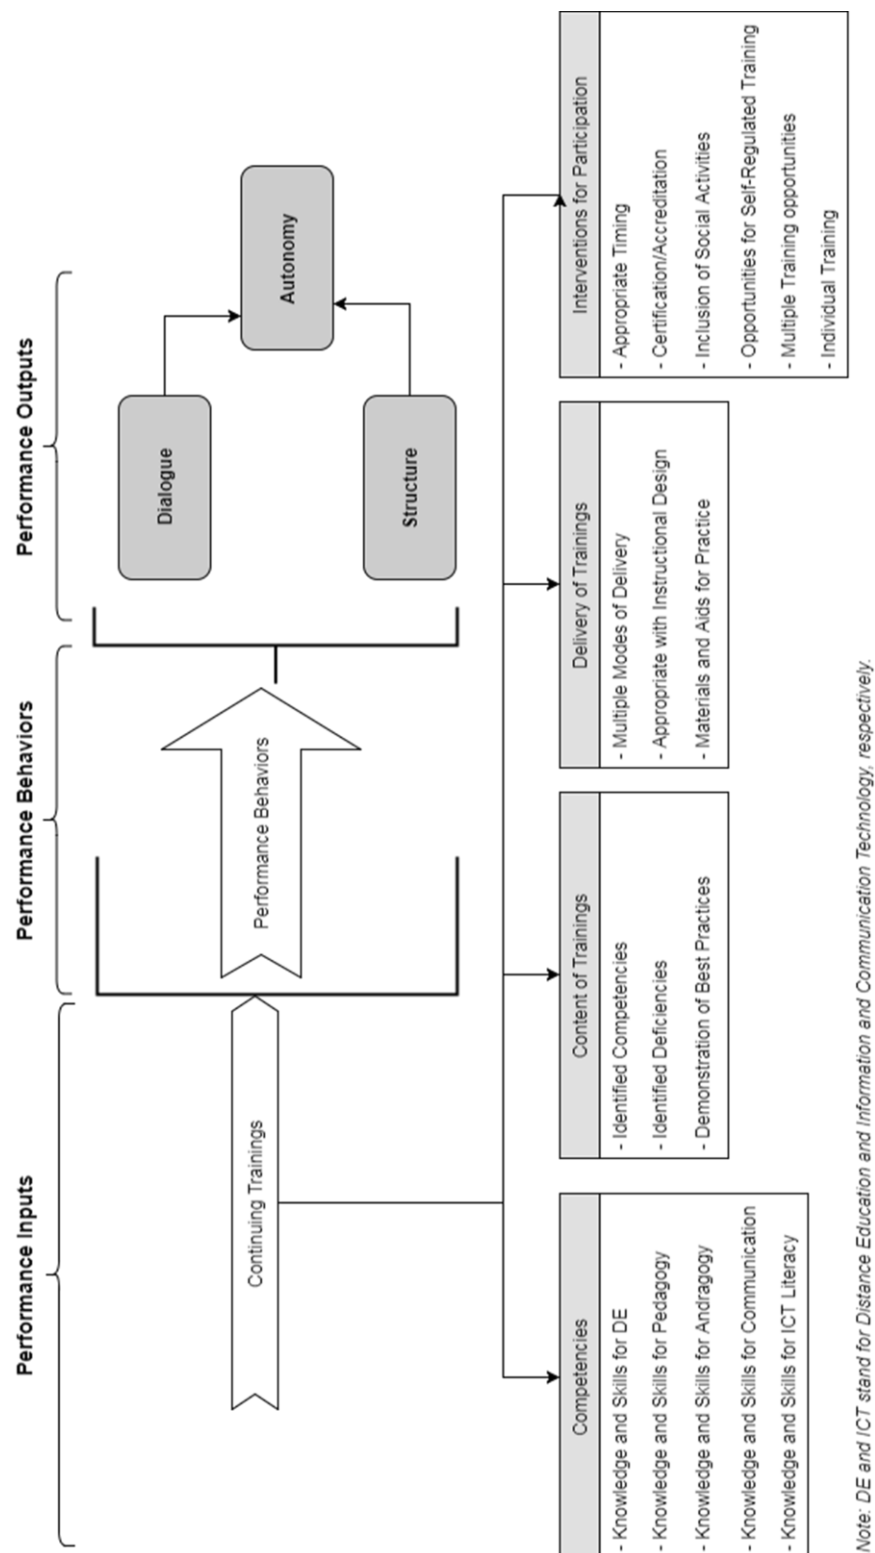 Performance Inputs
Performance Behaviors
Performance Outputs
Continuing Trainings
Performance Behaviors
Dialogue
Structure
Autonomy
Competencies
- Knowledge and Skills for DE
- Knowledge and Skills for Pedagogy
- Knowledge and Skills for Andragogy
- Knowledge and Skills for Communication
- Knowledge and Skills for ICT Literacy
Content of Trainings
- Identified Competencies
- Identified Deficiencies
- Demonstration of Best Practices
Delivery of Trainings
- Multiple Modes of Delivery
- Appropriate with Instructional Design
- Materials and Aids for Practice
Interventions for Participation
- Appropriate Timing
- Certification/Accreditation
- Inclusion of Social Activities
- Opportunities for Self-Regulated Training
- Multiple Training opportunities
- Individual Training
Note: DE and ICT stand for Distance Education and Information and Communication Technology, respectively.